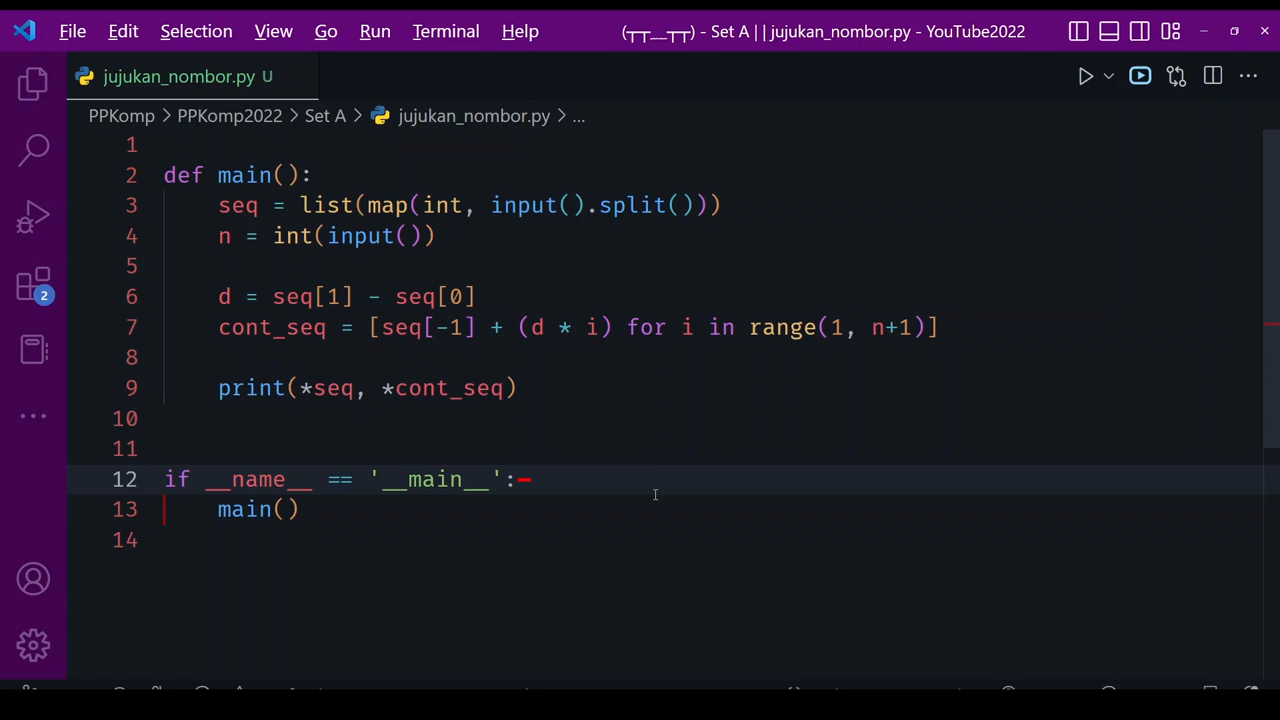 File Edit Selection View Go Run Terminal Help (┬┬﹏┬┬) - Set A || jujukan_nombor.py - YouTube2022
jujukan_nombor.py U
PPKomp > PPKomp2022 > Set A > jujukan_nombor.py > ...
1
2 def main():
3     seq = list(map(int, input().split()))
4     n = int(input())
5
6     d = seq[1] - seq[0]
7     cont_seq = [seq[-1] + (d * i) for i in range(1, n+1)]
8
9     print(*seq, *cont_seq)
10
11
12 if __name__ == '__main__':
13     main()
14
2